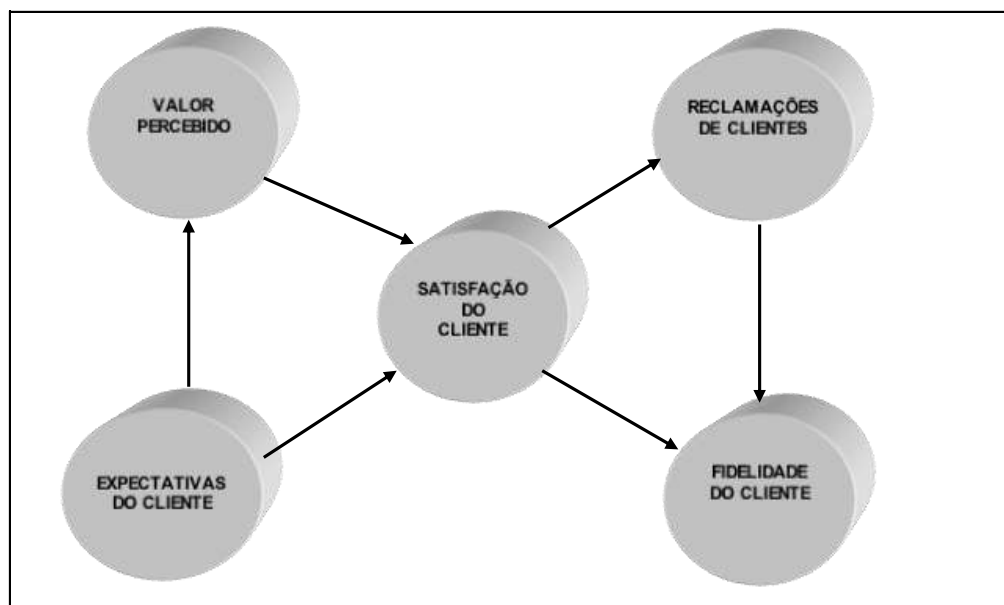 VALOR
PERCEBIDO
RECLAMAÇÕES
DE CLIENTES
SATISFAÇÃO
DO
CLIENTE
EXPECTATIVAS
DO CLIENTE
FIDELIDADE
DO CLIENTE